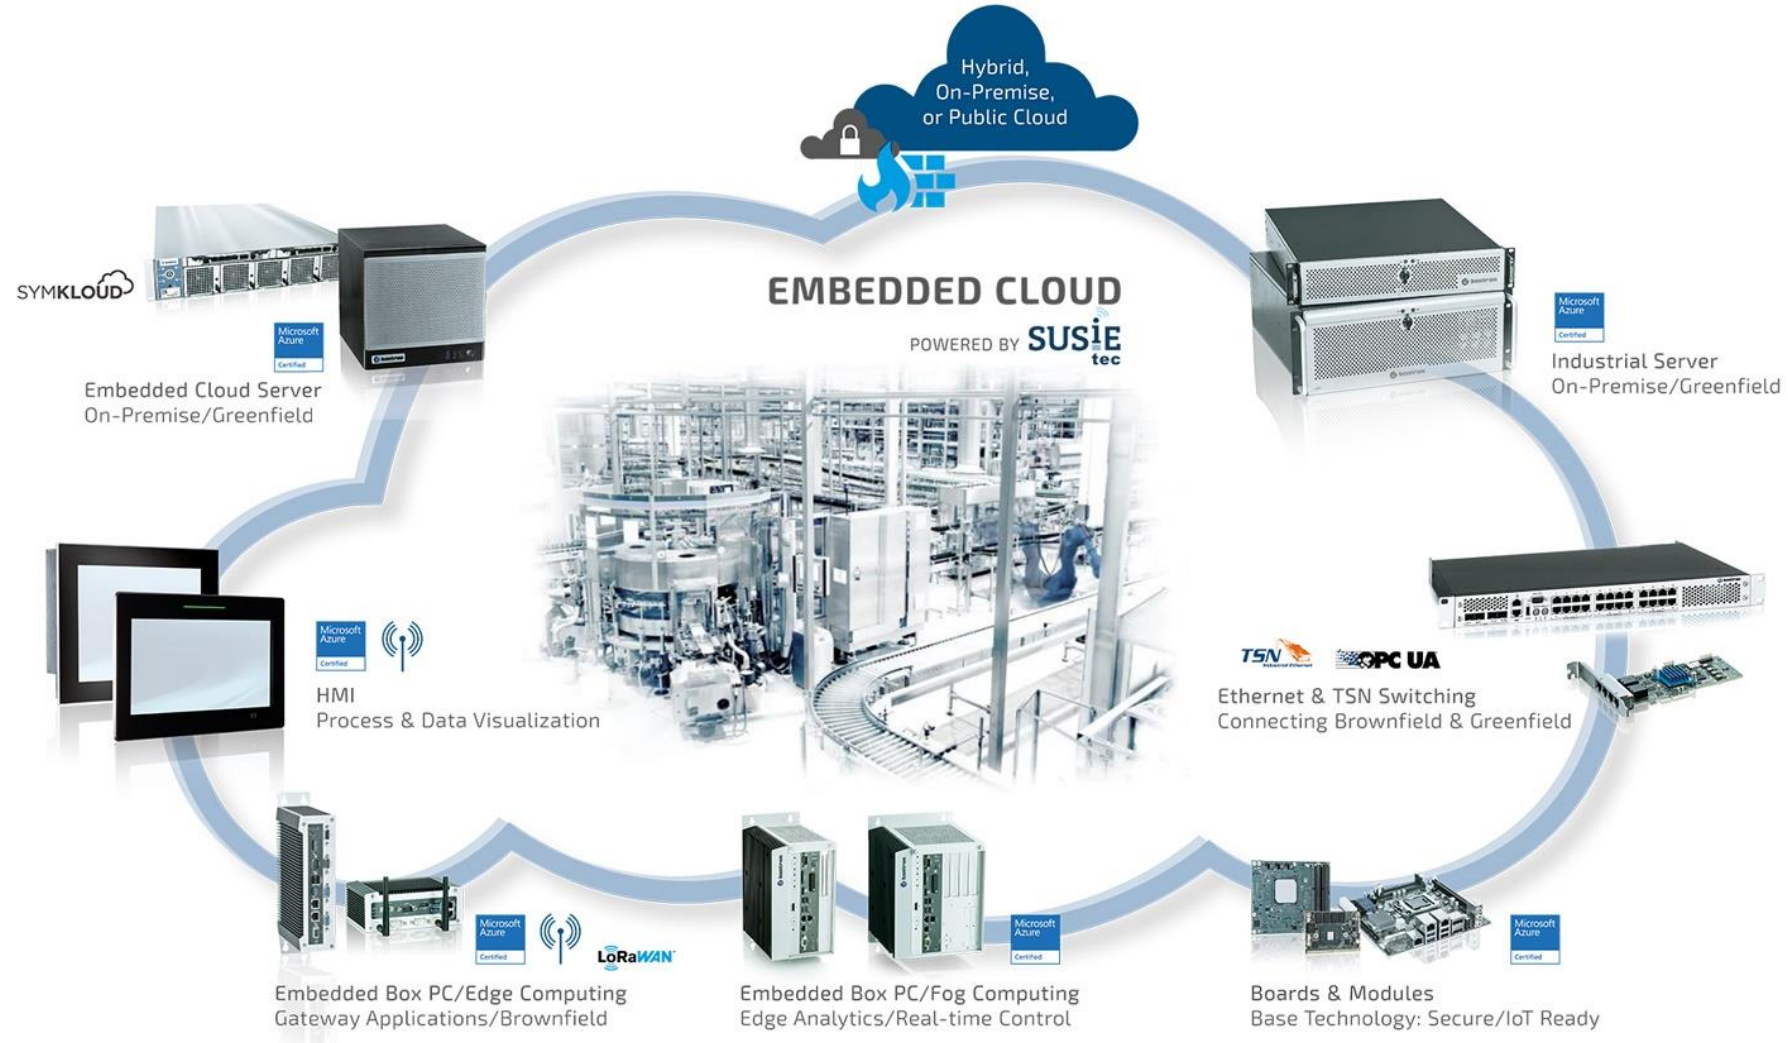 Hybrid,
On-Premise,
or Public Cloud
EMBEDDED CLOUD
POWERED BY SUSiE
tec
SYMKLOUD
Microsoft
Azure
Certified
Embedded Cloud Server
On-Premise/Greenfield
kontron
Microsoft
Azure
Certified
Industrial Server
On-Premise/Greenfield
Microsoft
Azure
Certified
HMI
Process & Data Visualization
TSN
Industrial Ethernet
OPC UA
Ethernet & TSN Switching
Connecting Brownfield & Greenfield
Microsoft
Azure
Certified
LoRaWAN
Embedded Box PC/Edge Computing
Gateway Applications/Brownfield
Microsoft
Azure
Certified
Embedded Box PC/Fog Computing
Edge Analytics/Real-time Control
Microsoft
Azure
Certified
Boards & Modules
Base Technology: Secure/IoT Ready